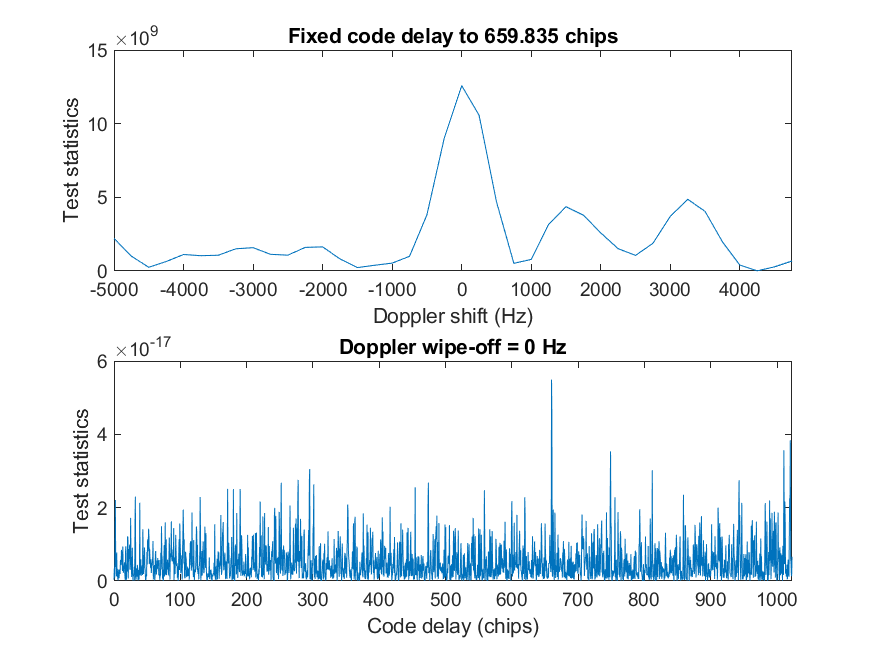 ×10^9
Fixed code delay to 659.835 chips
15
10
5
0
Test statistics
-5000 -4000 -3000 -2000 -1000 0 1000 2000 3000 4000
Doppler shift (Hz)
×10^-17
Doppler wipe-off = 0 Hz
6
4
2
0
Test statistics
0 100 200 300 400 500 600 700 800 900 1000
Code delay (chips)